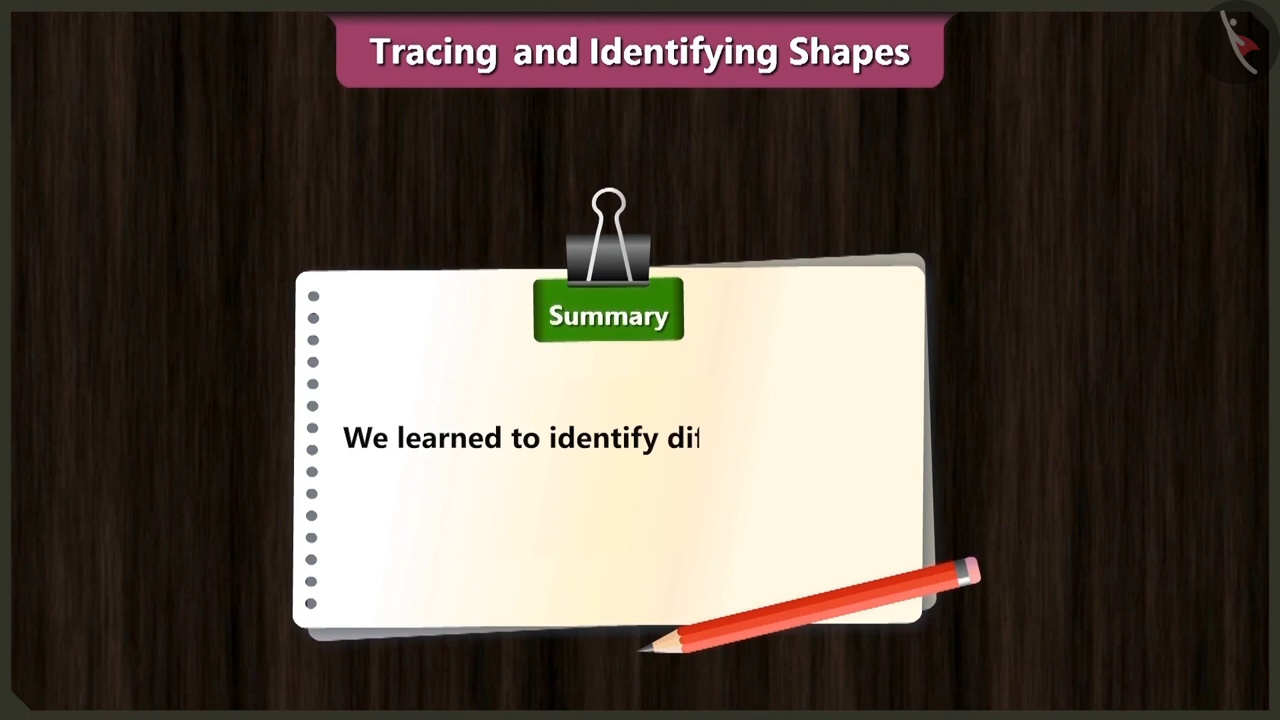 Tracing and Identifying Shapes
Summary
We learned to identify